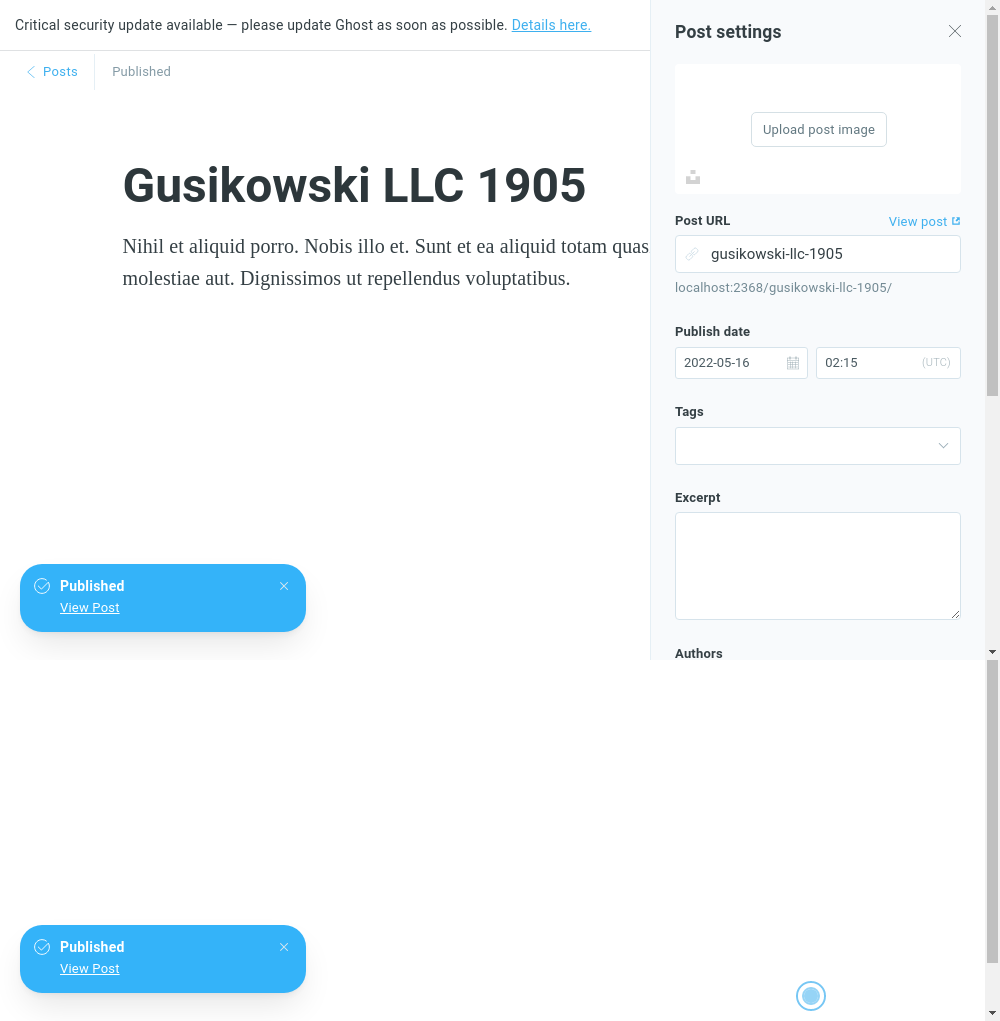 Critical security update available — please update Ghost as soon as possible. Details here.
Posts
Published
Gusikowski LLC 1905
Nihil et aliquid porro. Nobis illo et. Sunt et ea aliquid totam quas
molestiae aut. Dignissimos ut repellendus voluptatibus.
Published
View Post
Post settings
Upload post image
Post URL
View post
gusikowski-llc-1905
localhost:2368/gusikowski-llc-1905/
Publish date
2022-05-16
02:15
(UTC)
Tags
Excerpt
Authors
Published
View Post